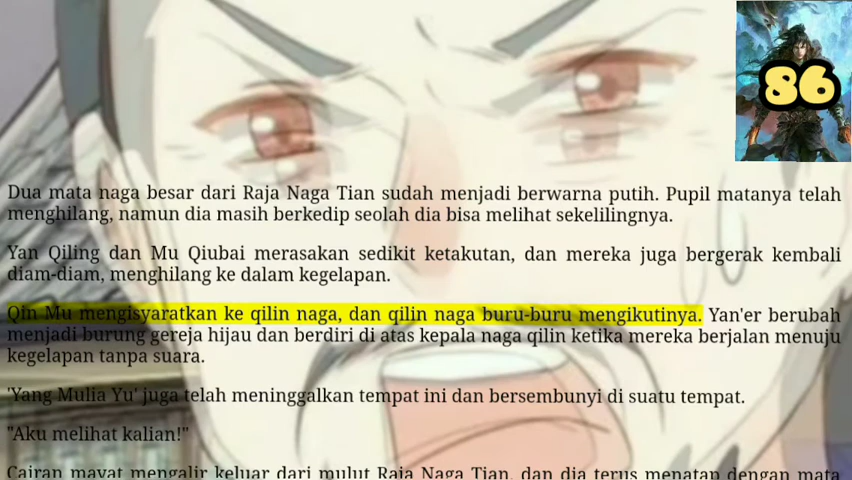 86
Dua mata naga besar dari Raja Naga Tian sudah menjadi berwarna putih. Pupil matanya telah
menghilang, namun dia masih berkedip seolah dia bisa melihat sekelilingnya.
Yan Qiling dan Mu Qiubai merasakan sedikit ketakutan, dan mereka juga bergerak kembali
diam-diam, menghilang ke dalam kegelapan.
Qin Mu mengisyaratkan ke qilin naga, dan qilin naga buru-buru mengikutinya. Yan'er berubah
menjadi burung gereja hijau dan berdiri di atas kepala naga qilin ketika mereka berjalan menuju
kegelapan tanpa suara.
'Yang Mulia Yu' juga telah meninggalkan tempat ini dan bersembunyi di suatu tempat.
"Aku melihat kalian!"
Cairan mayat mengalir keluar dari mulut Raja Naga Tian, dan dia terus menatap dengan mata